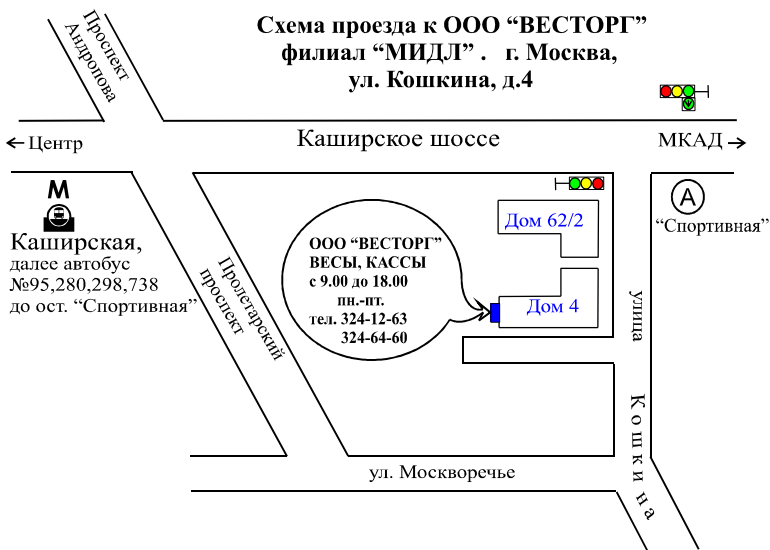 Схема проезда к ООО “ВЕСТОРГ”
филиал “МИДЛ” . г. Москва,
ул. Кошкина, д.4
Проспект
Андропова
Центр
Каширское шоссе
МКАД
М
Каширская,
далее автобус
№95,280,298,738
до ост. “Спортивная”
А
“Спортивная”
Дом 62/2
ООО “ВЕСТОРГ”
ВЕСЫ, КАССЫ
с 9.00 до 18.00
пн.-пт.
тел. 324-12-63
324-64-60
Дом 4
Пролетарский
проспект
улица
Кошкина
ул. Москворечье